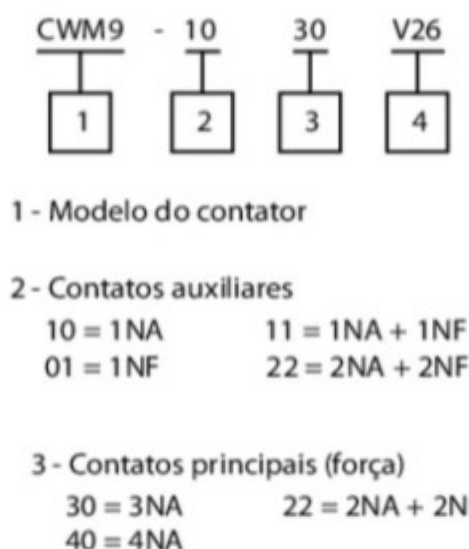 CWM9 - 10 30 V26
1 2 3 4
1 - Modelo do contator
2 - Contatos auxiliares
10 = 1NA 11 = 1NA + 1NF
01 = 1NF 22 = 2NA + 2NF
3 - Contatos principais (força)
30 = 3NA 22 = 2NA + 2N
40 = 4NA